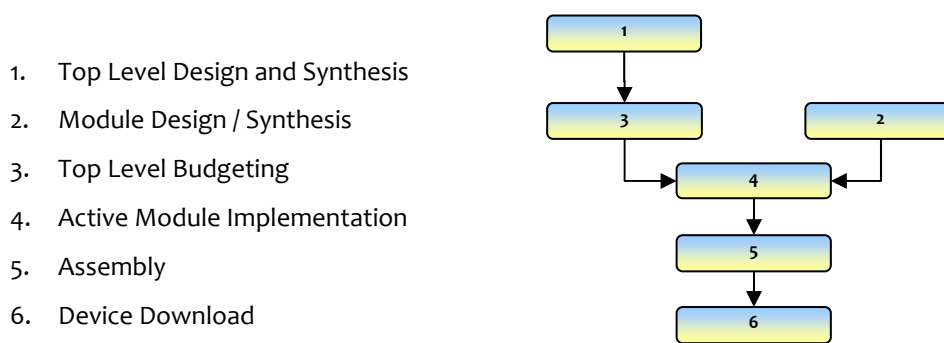 1. Top Level Design and Synthesis
2. Module Design / Synthesis
3. Top Level Budgeting
4. Active Module Implementation
5. Assembly
6. Device Download
1
3
2
4
5
6